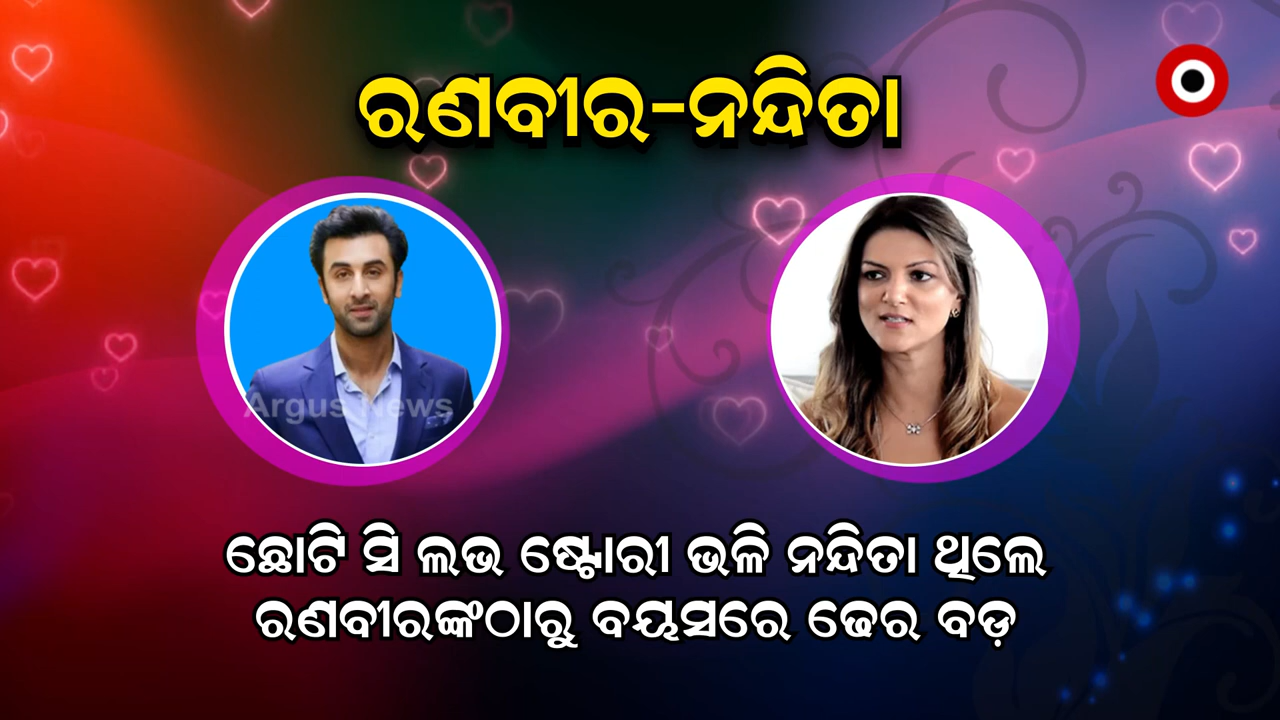 ରଣବୀର-ନନ୍ଦିତା
Argus News
ଛୋଟି ସି ଲଭ ଷ୍ଟୋରୀ ଭଳି ନନ୍ଦିତା ଥିଲେ
ରଣବୀରଙ୍କଠାରୁ ବୟସରେ ଢେର ବଡ଼